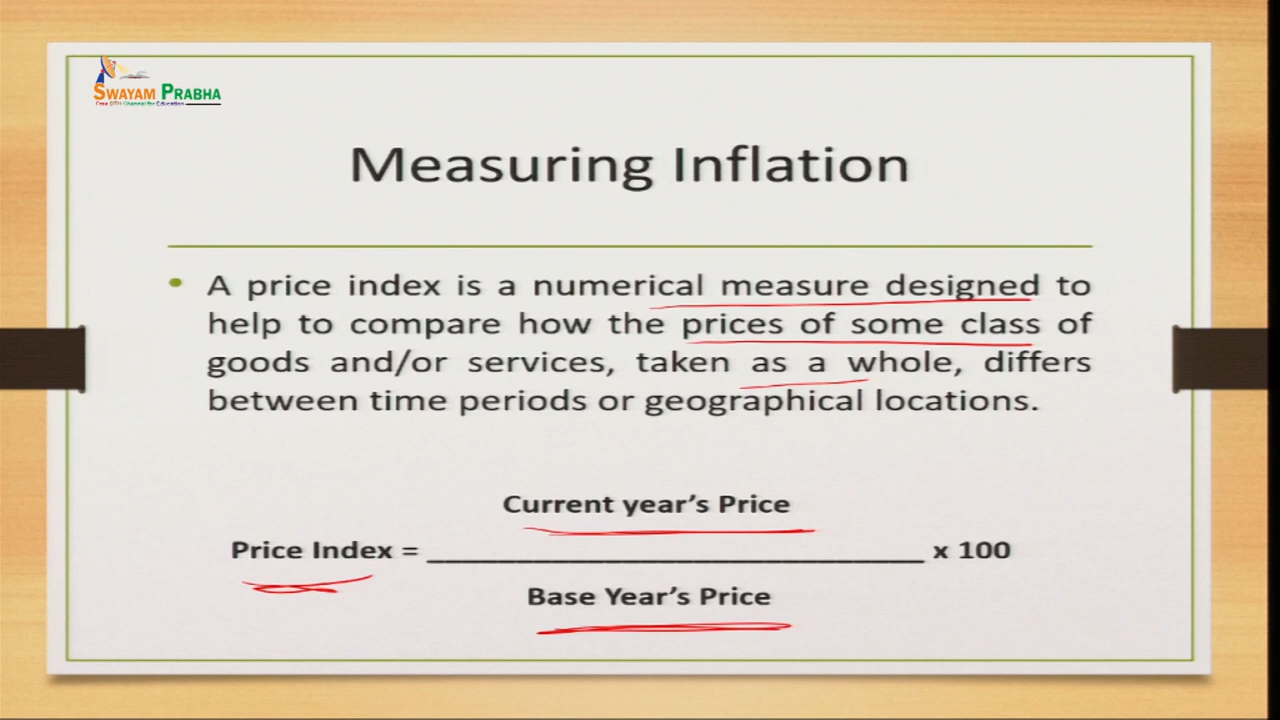 SWAYAM PRABHA
Free DTH Channel for Education
Measuring Inflation
• A price index is a numerical measure designed to
help to compare how the prices of some class of
goods and/or services, taken as a whole, differs
between time periods or geographical locations.
Current year’s Price
Price Index = ______________________________ x 100
Base Year’s Price